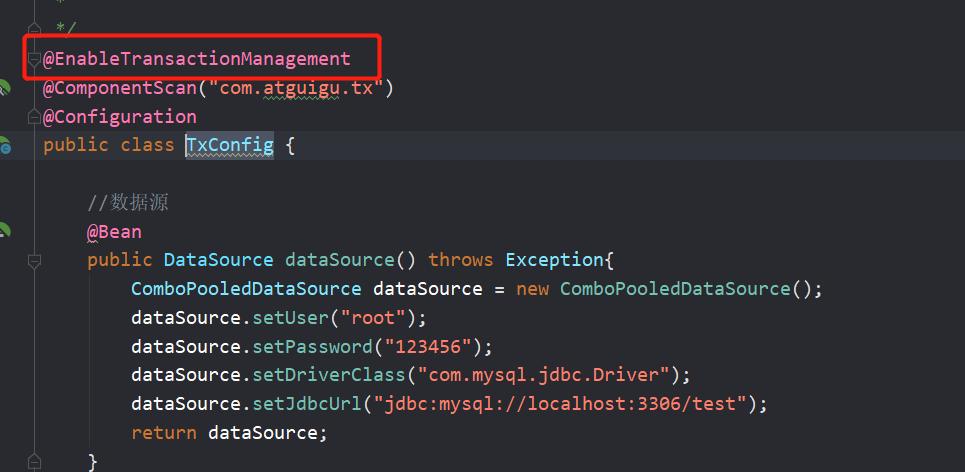 *
*/
@EnableTransactionManagement
@ComponentScan("com.atguigu.tx")
@Configuration
public class TxConfig {
//数据源
@Bean
public DataSource dataSource() throws Exception{
ComboPooledDataSource dataSource = new ComboPooledDataSource();
dataSource.setUser("root");
dataSource.setPassword("123456");
dataSource.setDriverClass("com.mysql.jdbc.Driver");
dataSource.setJdbcUrl("jdbc:mysql://localhost:3306/test");
return dataSource;
}